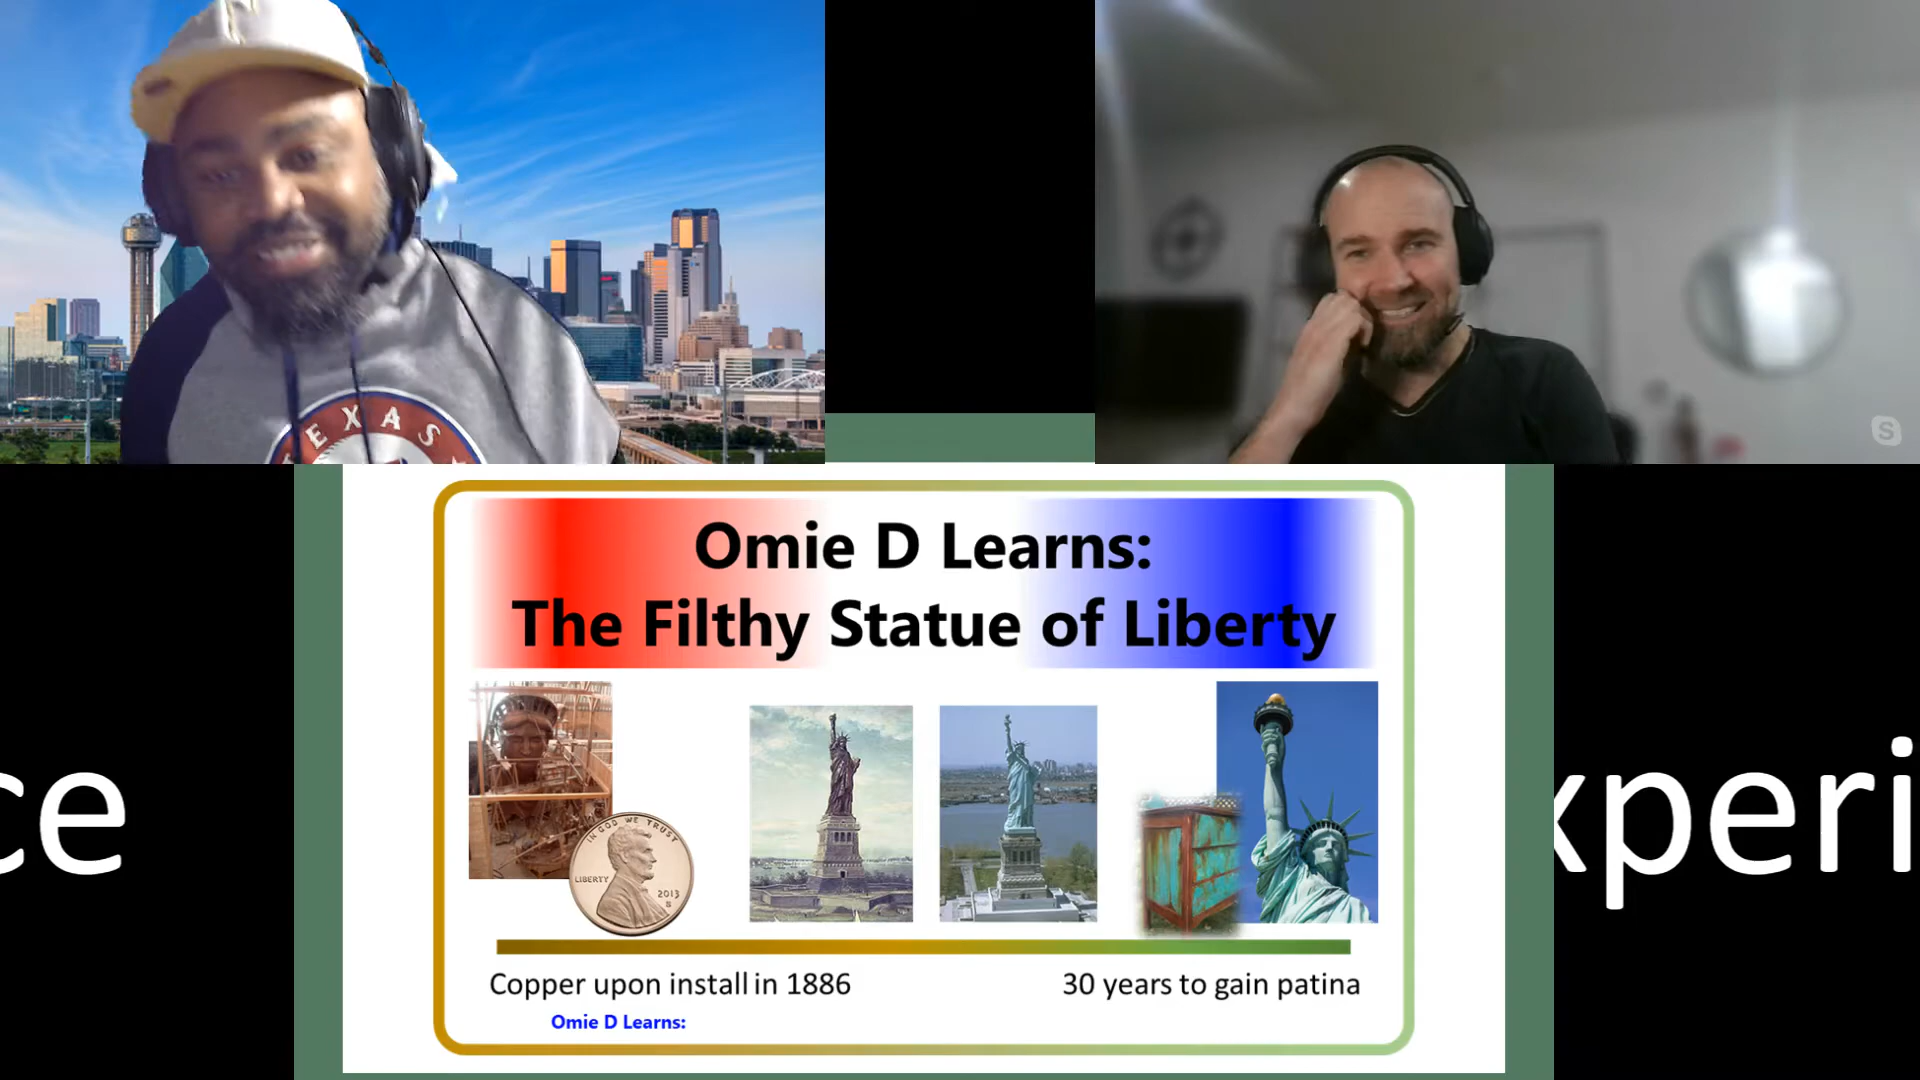 EXAS
S
Omie D Learns:
The Filthy Statue of Liberty
IN GOD WE TRUST
LIBERTY
2013
S
ce
xperi
Copper upon install in 1886
30 years to gain patina
Omie D Learns: